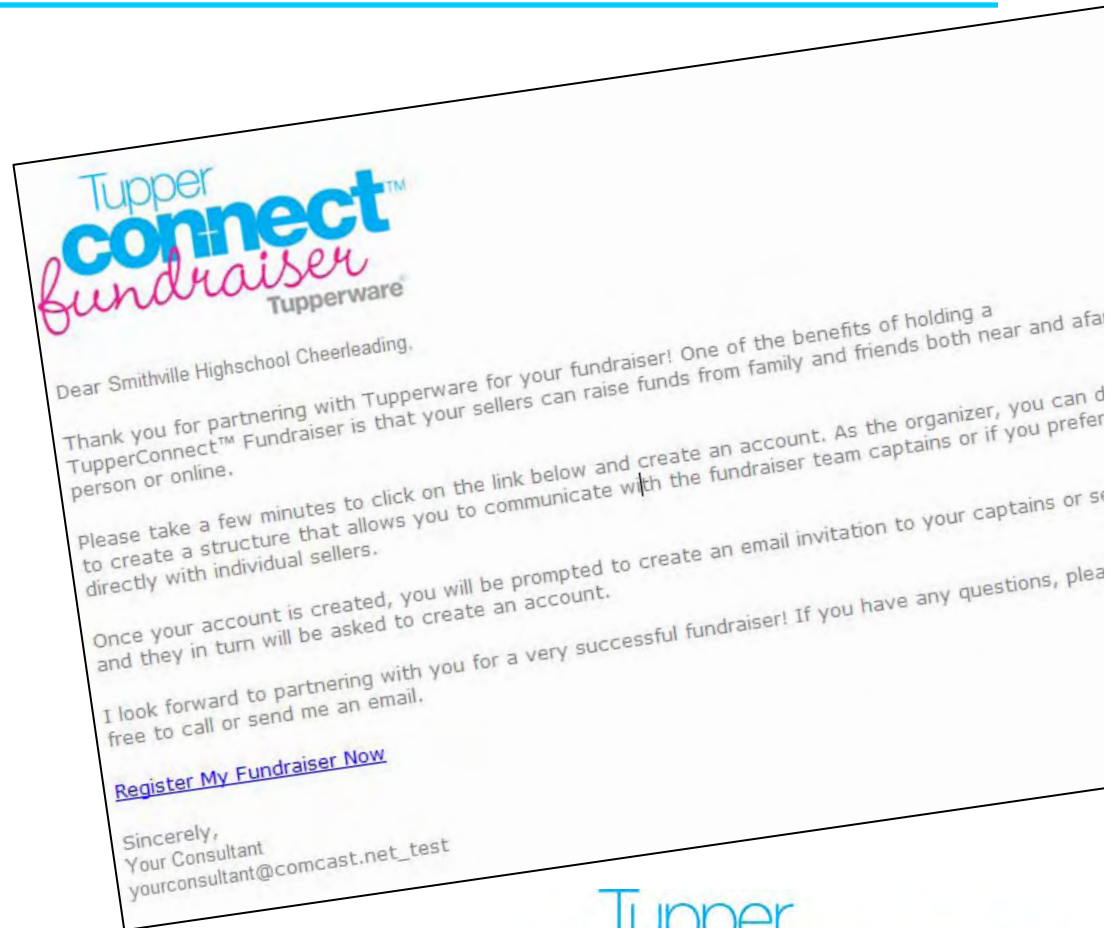 Tupper
connect™
fundraiser
Tupperware®
Dear Smithville Highschool Cheerleading,
Thank you for partnering with Tupperware for your fundraiser! One of the benefits of holding a
TupperConnect™ Fundraiser is that your sellers can raise funds from family and friends both near and
person or online.
Please take a few minutes to click on the link below and create an account. As the organizer, you can
to create a structure that allows you to communicate with the fundraiser team captains or if you prefer
directly with individual sellers.
Once your account is created, you will be prompted to create an email invitation to your captains or
and they in turn will be asked to create an account.
I look forward to partnering with you for a very successful fundraiser! If you have any questions,
free to call or send me an email.
Register My Fundraiser Now
Sincerely,
Your Consultant
yourconsultant@comcast.net_test
Tupper